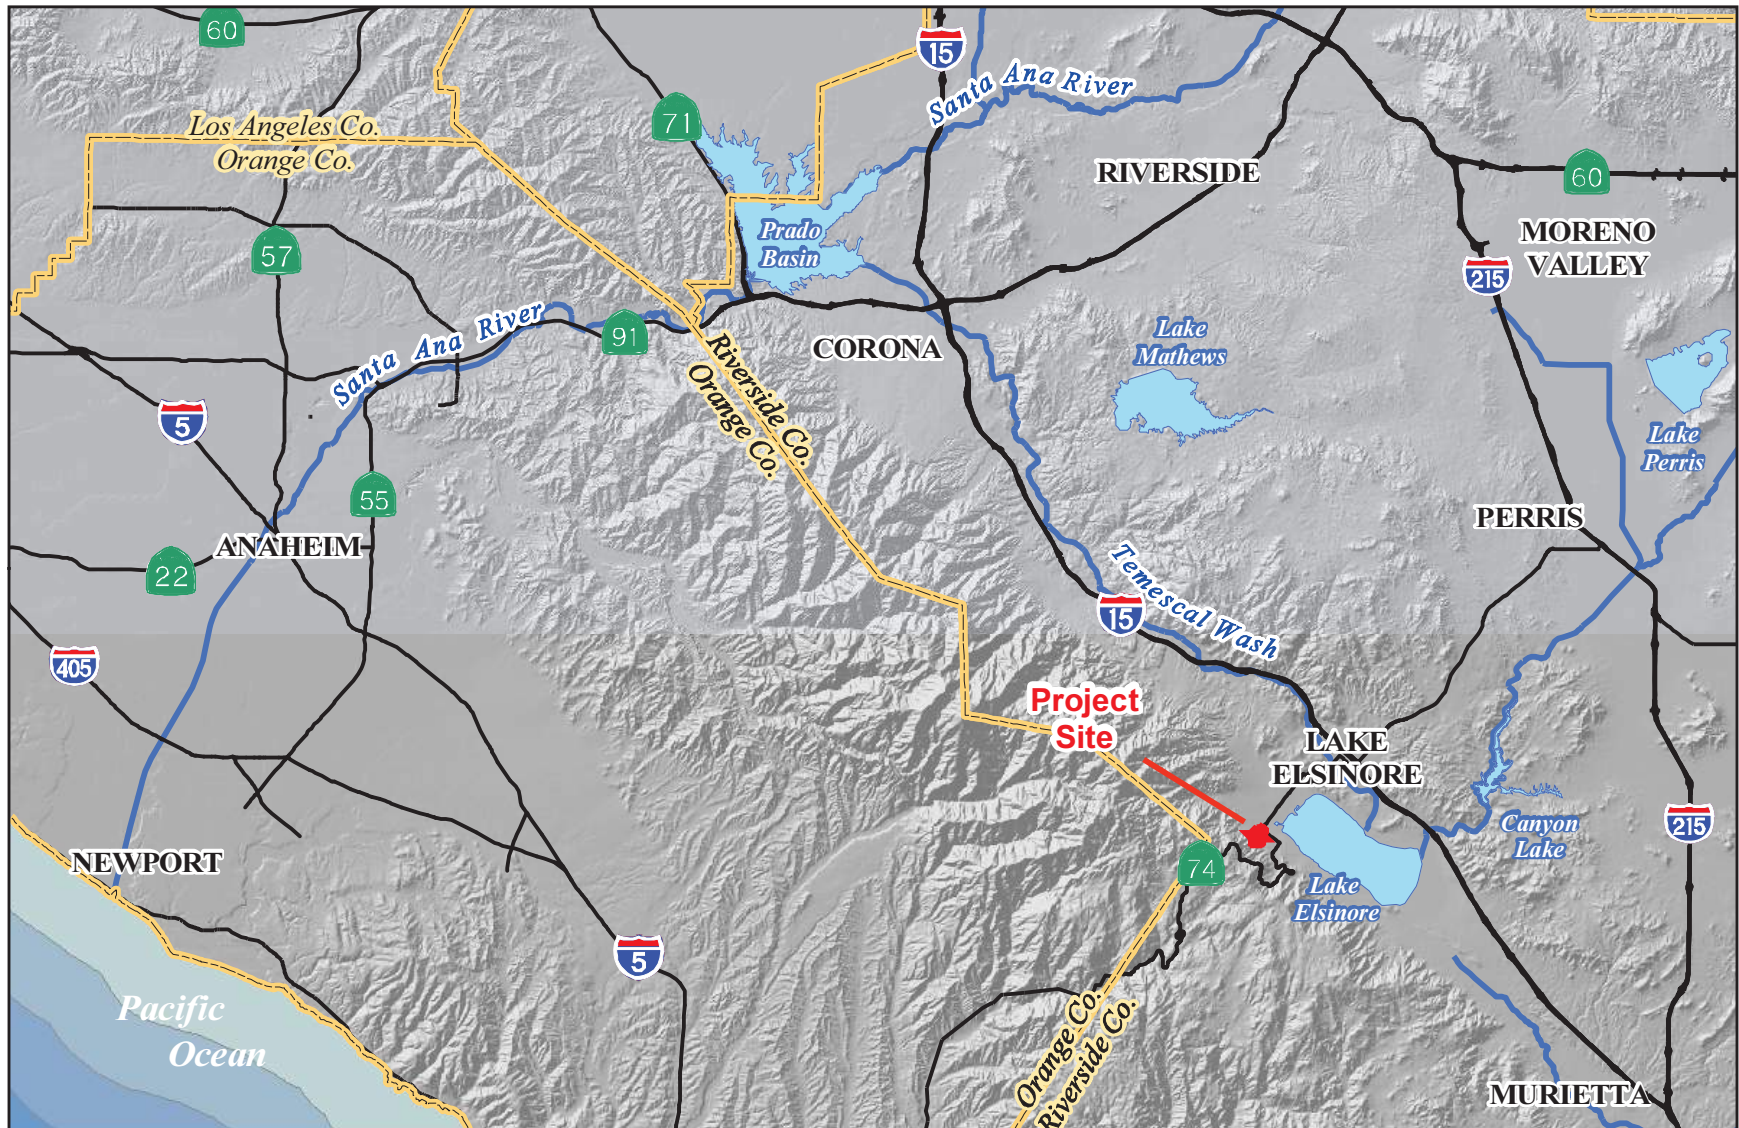 60
15
Santa Ana River
71
Los Angeles Co.
Orange Co.
RIVERSIDE
60
57
Prado
Basin
MORENO
VALLEY
215
Santa Ana River
91
CORONA
Lake
Mathews
Riverside Co.
Orange Co.
5
Lake
Perris
55
PERRIS
ANAHEIM
22
Temescal Wash
15
405
Project
Site
LAKE
ELSINORE
215
Canyon
Lake
NEWPORT
74
Lake
Elsinore
5
Pacific
Ocean
Orange Co.
Riverside Co.
MURIETTA